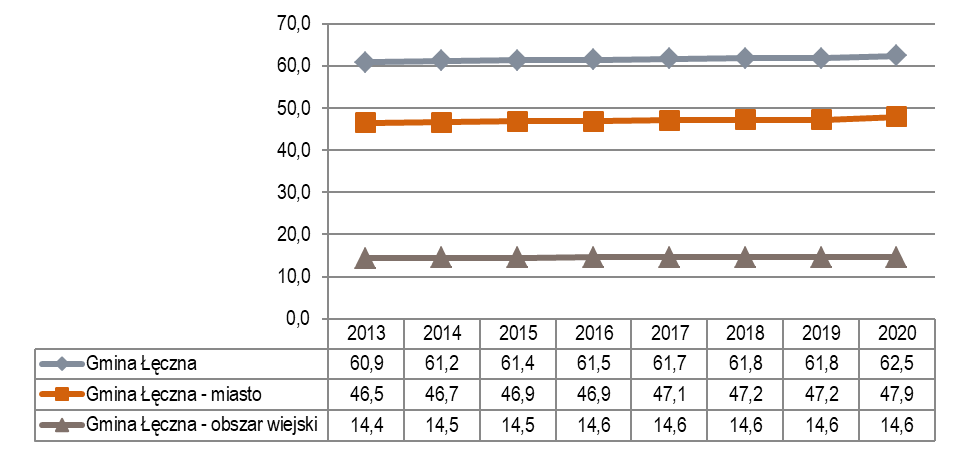 70,0
60,0
50,0
40,0
30,0
20,0
10,0
0,0
2013 2014 2015 2016 2017 2018 2019 2020
Gmina Łęczna 60,9 61,2 61,4 61,5 61,7 61,8 61,8 62,5
Gmina Łęczna - miasto 46,5 46,7 46,9 46,9 47,1 47,2 47,2 47,9
Gmina Łęczna - obszar wiejski 14,4 14,5 14,5 14,6 14,6 14,6 14,6 14,6